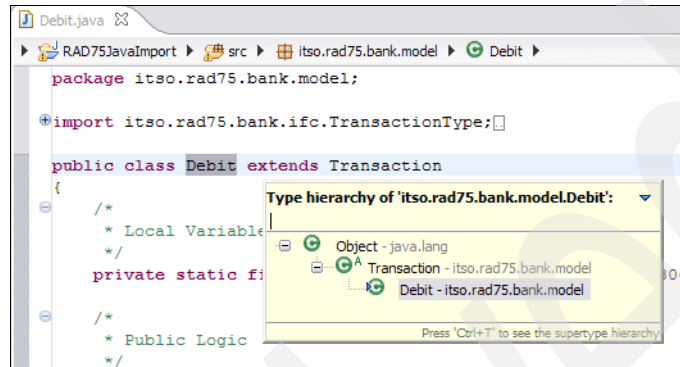 Debit.java
RAD75JavaImport src itso.rad75.bank.model Debit
package itso.rad75.bank.model;
import itso.rad75.bank.ifc.TransactionType;
public class Debit extends Transaction
{
/*
* Local Variable
*/
private static fi
/*
* Public Logic
*/
Type hierarchy of 'itso.rad75.bank.model.Debit':
Object - java.lang
A Transaction - itso.rad75.bank.model
Debit - itso.rad75.bank.model
Press 'Ctrl+T' to see the supertype hierarchy